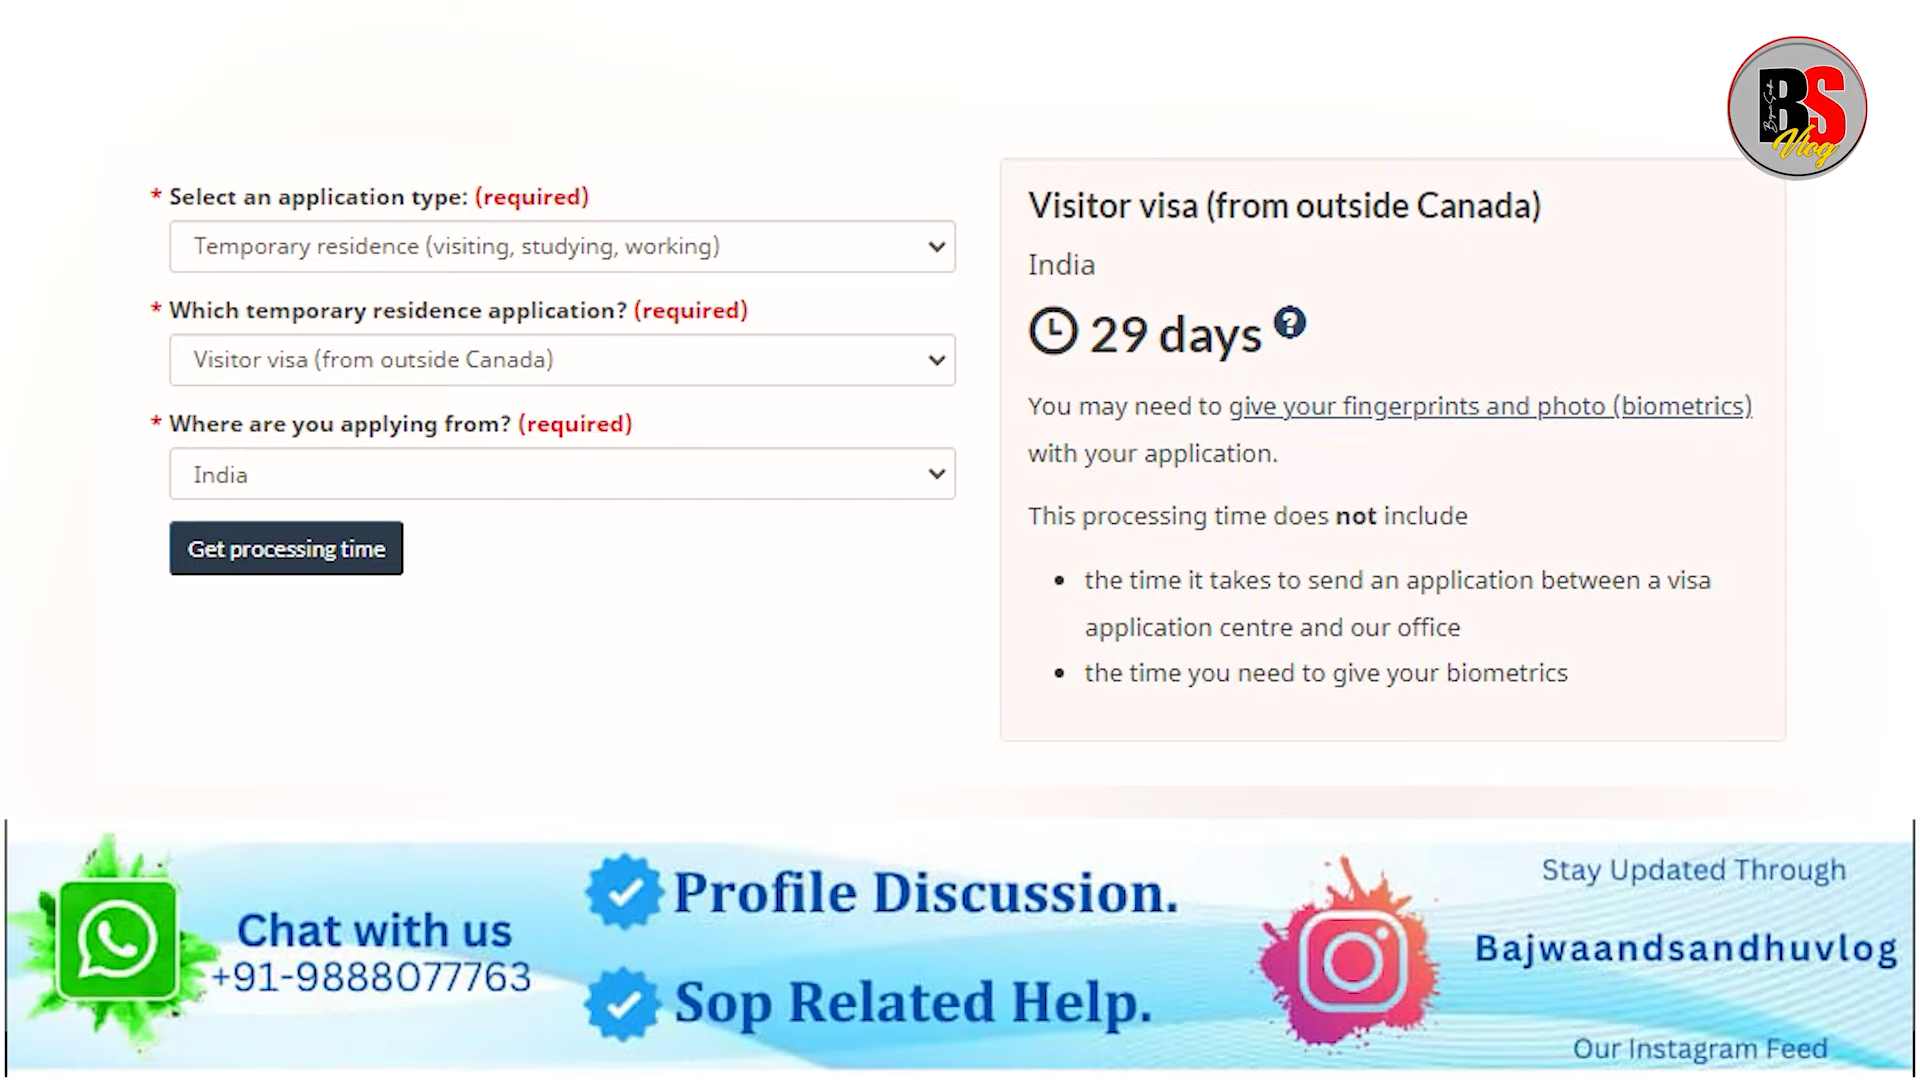 BS
Vlog
* Select an application type: (required)
Temporary residence (visiting, studying, working)
* Which temporary residence application? (required)
Visitor visa (from outside Canada)
* Where are you applying from? (required)
India
Get processing time
Visitor visa (from outside Canada)
India
29 days ?
You may need to give your fingerprints and photo (biometrics)
with your application.
This processing time does not include
• the time it takes to send an application between a visa
application centre and our office
• the time you need to give your biometrics
Chat with us
+91-9888077763
Profile Discussion.
Sop Related Help.
Stay Updated Through
Bajwaandsandhuvlog
Our Instagram Feed